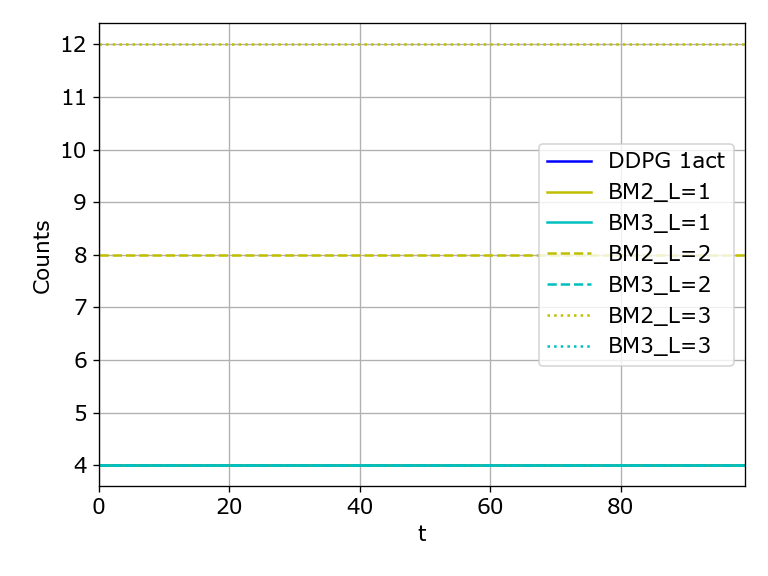 12
11
10
9
8
7
6
5
4
Counts
DDPG 1act
BM2_L=1
BM3_L=1
BM2_L=2
BM3_L=2
BM2_L=3
BM3_L=3
0 20 40 60 80
t